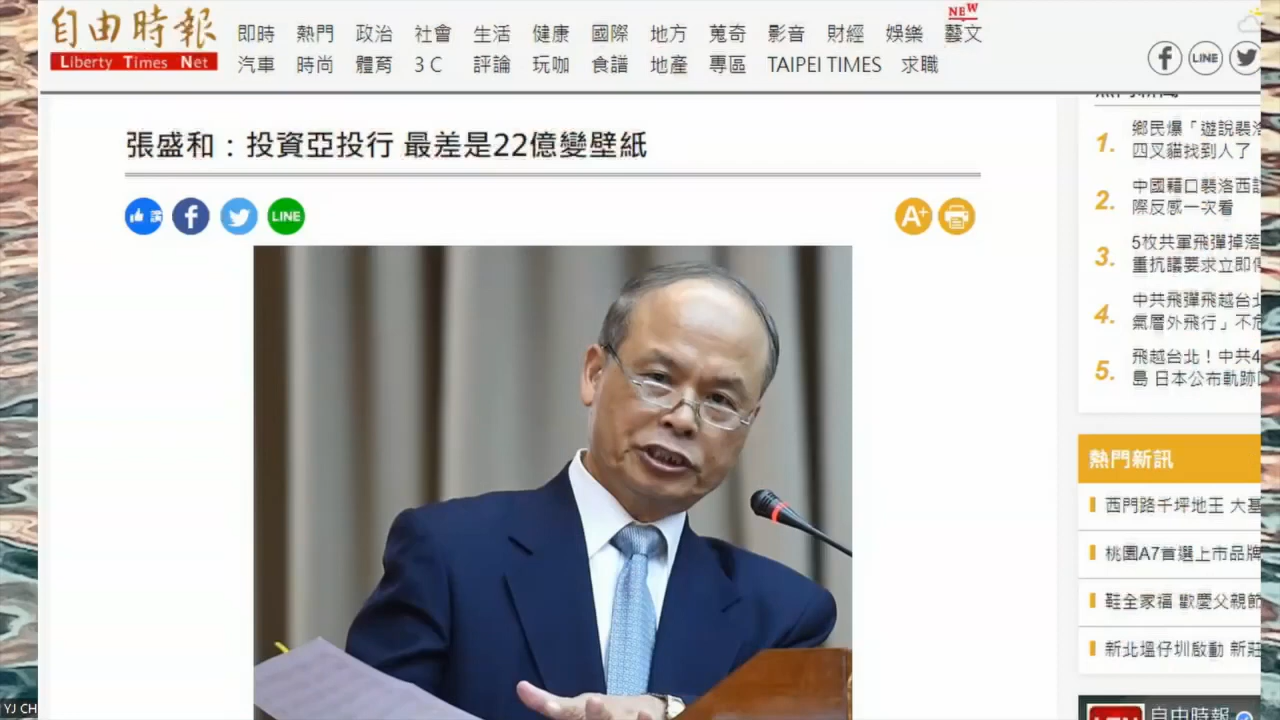 自由時報
Liberty Times Net
即時 熱門 政治 社會 生活 健康 國際 地方 蒐奇 影音 財經 娛樂 藝文
NEW
汽車 時尚 體育 3C 評論 玩咖 食譜 地產 專區 TAIPEI TIMES 求職
LINE
張盛和：投資亞投行 最差是22億變壁紙
讚
LINE
A+
1. 鄉民爆「遊說裴洛
四叉貓找到人了
2. 中國藉口裴洛西
際反感一次看
3. 5枚共軍飛彈掉落
重抗議要求立即停
4. 中共飛彈飛越台北
氣層外飛行」不危
5. 飛越台北！中共4
島 日本公布軌跡
熱門新訊
西門路千坪地王 大基
桃園A7首選上市品牌
鞋全家福 歡慶父親節
新北塭仔圳啟動 新莊
自由時報
YJ CH